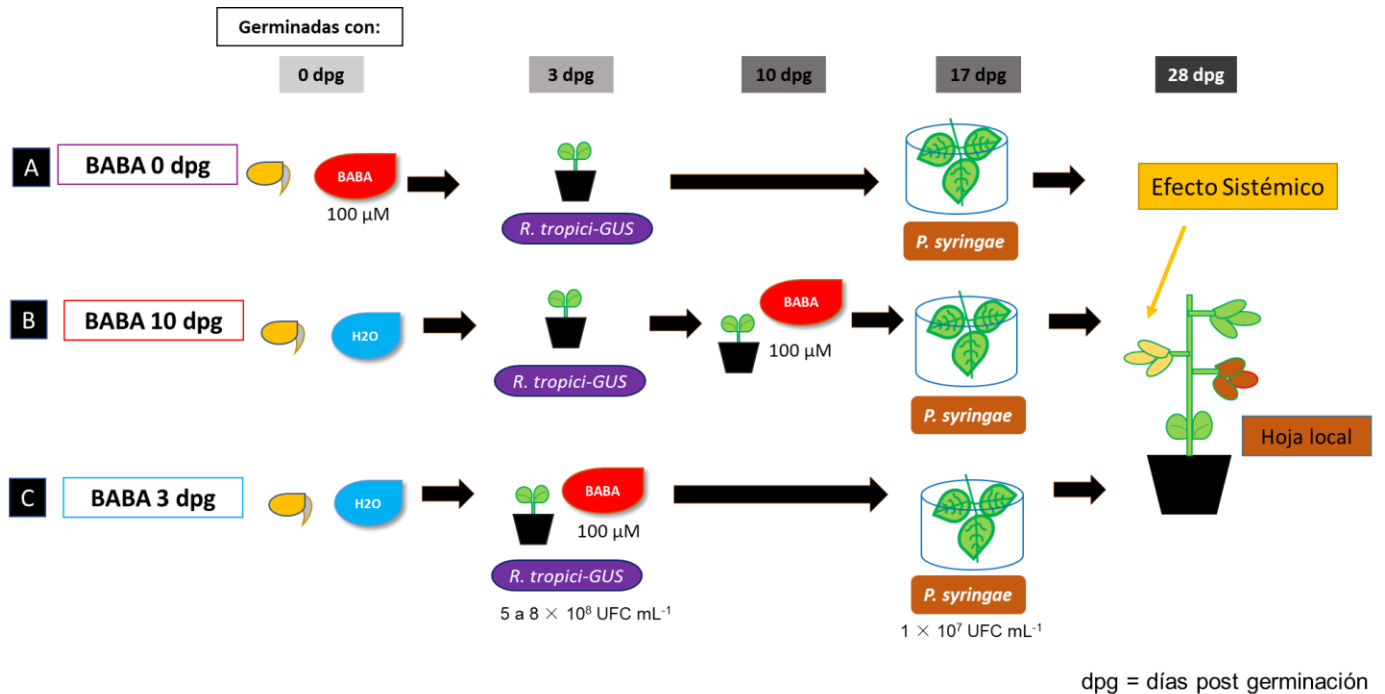 Germinadas con:
0 dpg
3 dpg
10 dpg
17 dpg
28 dpg
A
BABA 0 dpg
BABA
100 µM
R. tropici-GUS
P. syringae
Efecto Sistémico
B
BABA 10 dpg
H2O
R. tropici-GUS
BABA
100 µM
P. syringae
Hoja local
C
BABA 3 dpg
H2O
BABA
100 µM
R. tropici-GUS
5 a 8 × 10⁸ UFC mL⁻¹
P. syringae
1 × 10⁷ UFC mL⁻¹
dpg = días post germinación